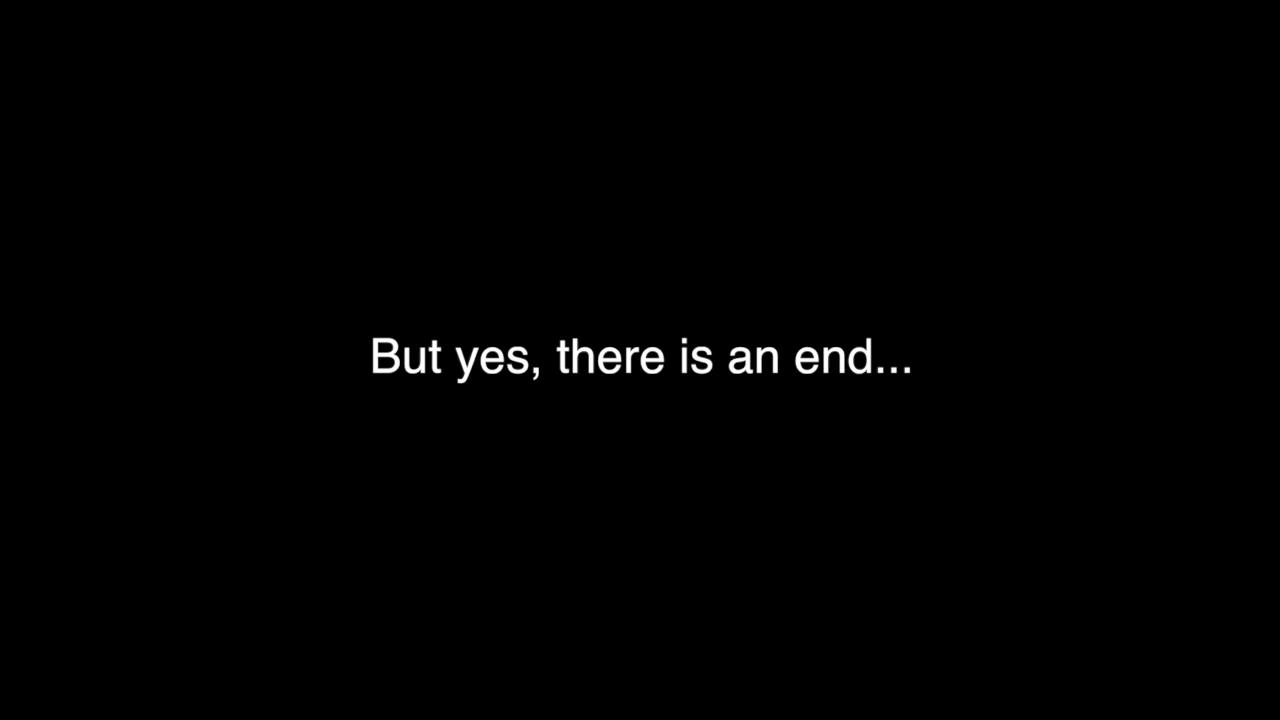 But yes, there is an end...